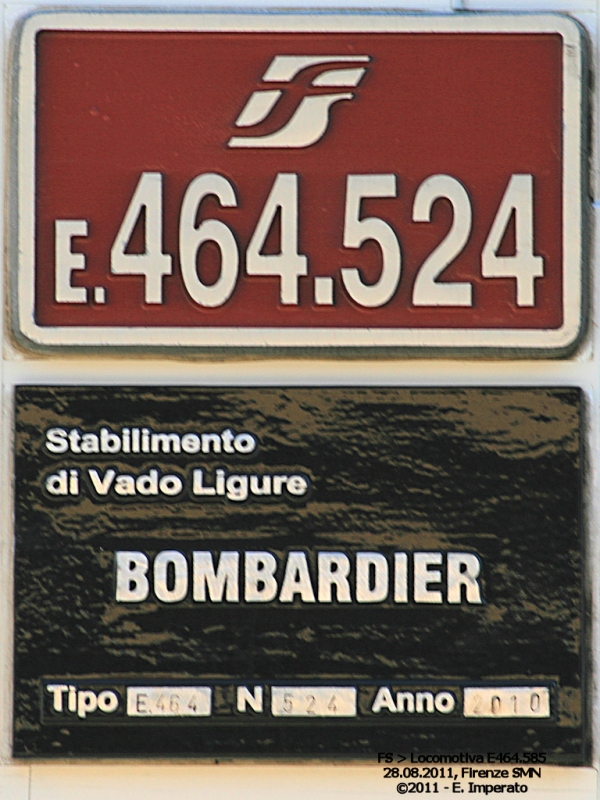 E.464.524
Stabilimento
di Vado Ligure
BOMBARDIER
Tipo E.464 N 524 Anno 2010
FS > Locomotiva E464.585
28.08.2011, Firenze SMN
©2011 - E. Imperato